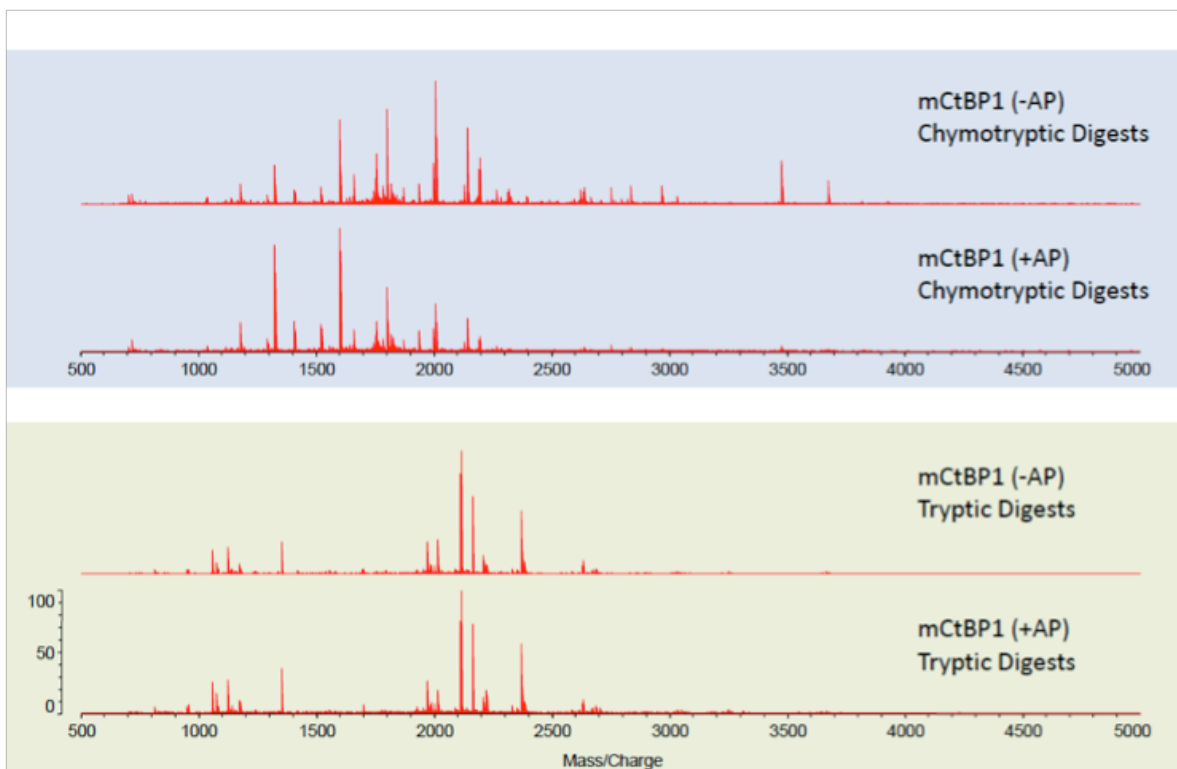 mCtBP1 (-AP)
Chymotryptic Digests
mCtBP1 (+AP)
Chymotryptic Digests
500 1000 1500 2000 2500 3000 3500 4000 4500 5000
mCtBP1 (-AP)
Tryptic Digests
100
50
0
mCtBP1 (+AP)
Tryptic Digests
500 1000 1500 2000 2500 3000 3500 4000 4500 5000
Mass/Charge